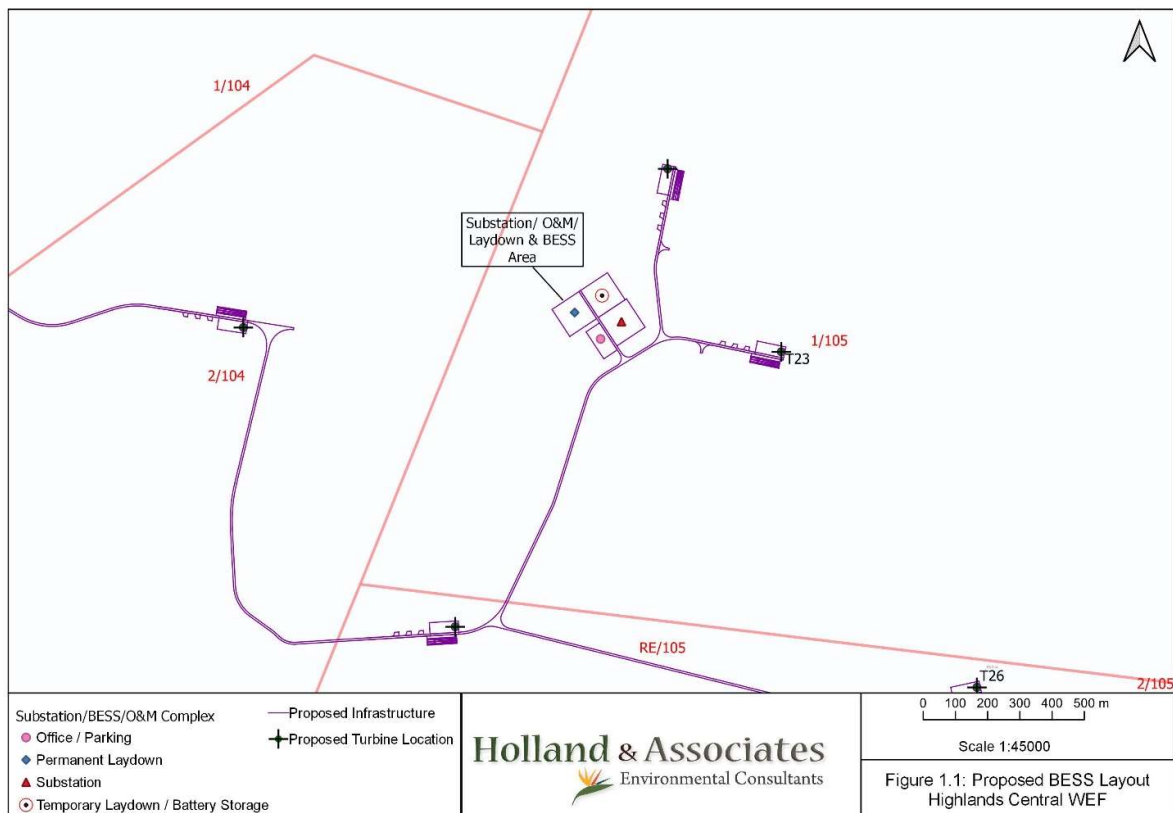 1/104
Substation/ O&M/
Laydown & BESS
Area
1/105
T23
2/104
RE/105
T26
2/105
Substation/BESS/O&M Complex
Office / Parking
Permanent Laydown
Substation
Temporary Laydown / Battery Storage
Proposed Infrastructure
Proposed Turbine Location
Holland & Associates
Environmental Consultants
0 100 200 300 400 500 m
Scale 1:45000
Figure 1.1: Proposed BESS Layout
Highlands Central WEF